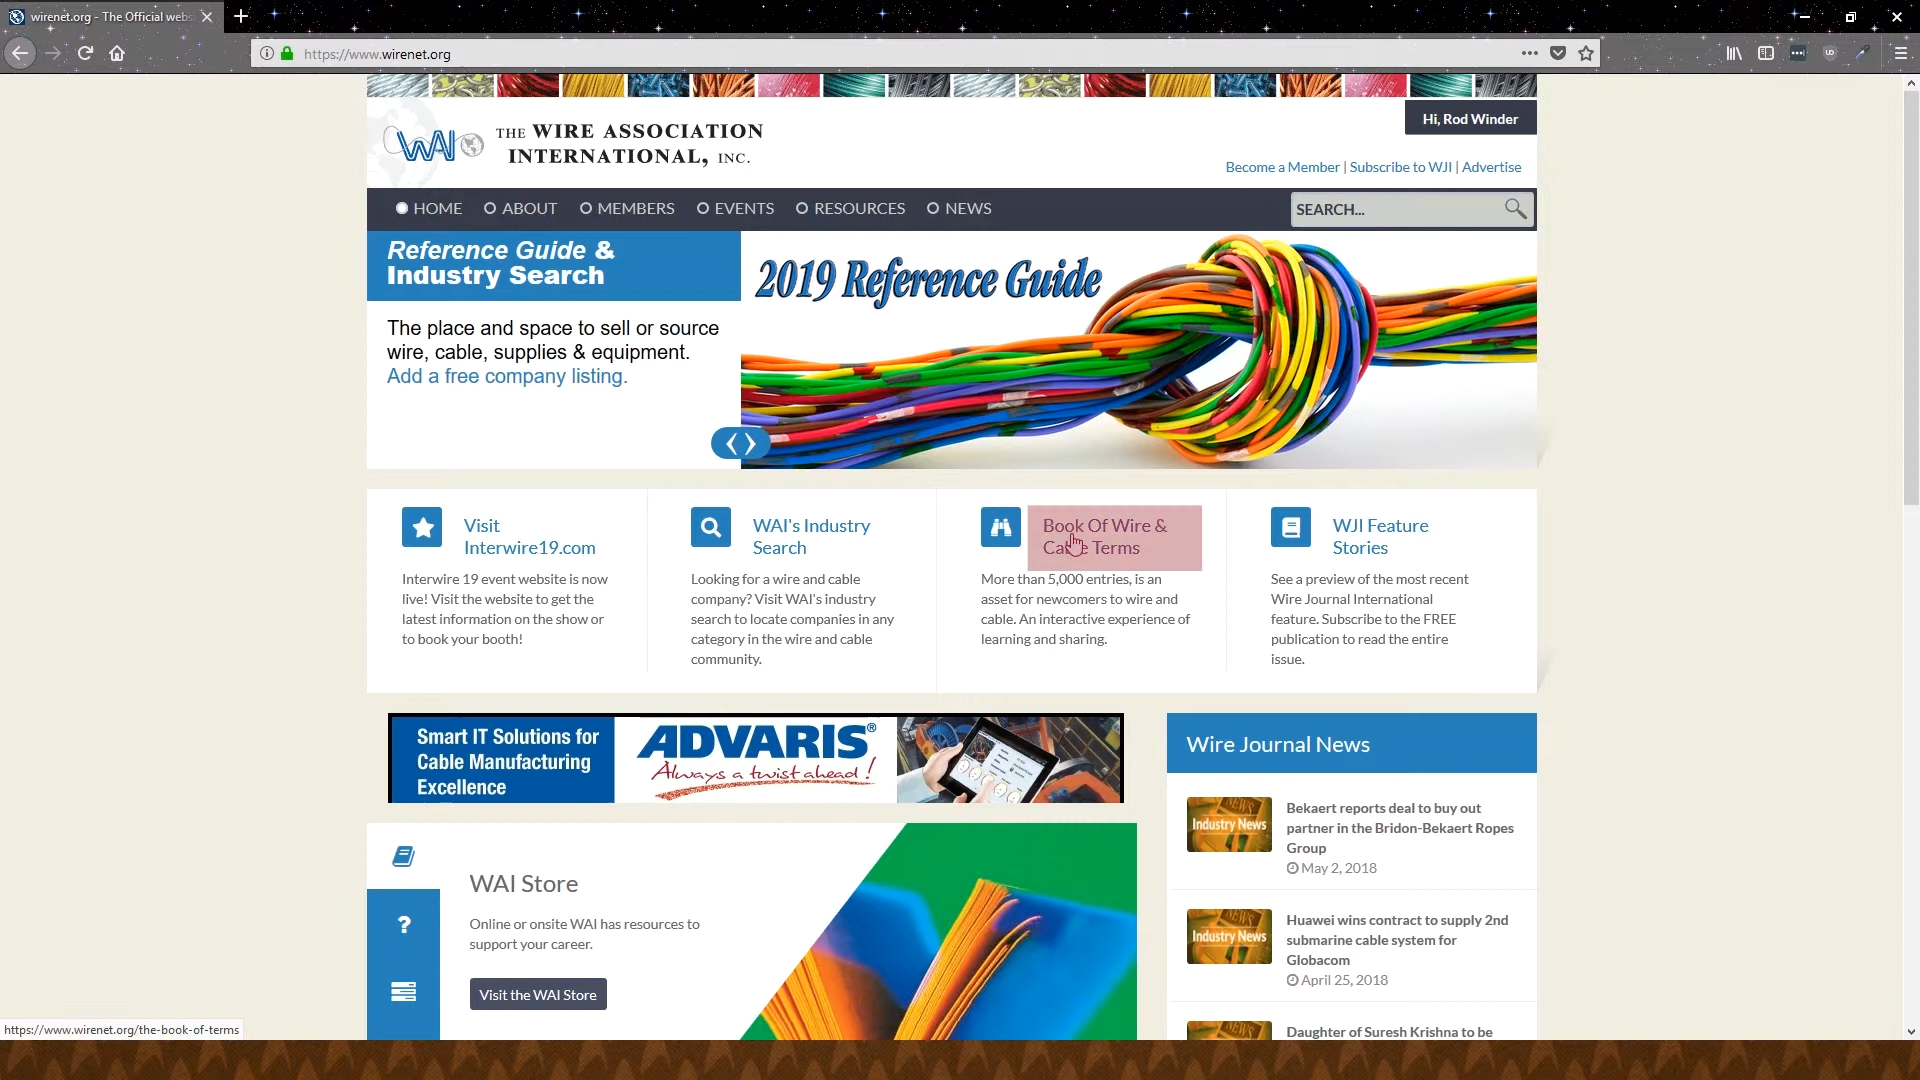 wirenet.org - The Official webs
https://www.wirenet.org
THE WIRE ASSOCIATION
INTERNATIONAL, INC.
WAI
Hi, Rod Winder
Become a Member | Subscribe to WJI | Advertise
HOME ABOUT MEMBERS EVENTS RESOURCES NEWS
SEARCH...
Reference Guide &
Industry Search
The place and space to sell or source
wire, cable, supplies & equipment.
Add a free company listing.
2019 Reference Guide
Visit
Interwire19.com
Interwire 19 event website is now
live! Visit the website to get the
latest information on the show or
to book your booth!
WAI's Industry
Search
Looking for a wire and cable
company? Visit WAI's industry
search to locate companies in any
category in the wire and cable
community.
Book Of Wire &
Cable Terms
More than 5,000 entries, is an
asset for newcomers to wire and
cable. An interactive experience of
learning and sharing.
WJI Feature
Stories
See a preview of the most recent
Wire Journal International
feature. Subscribe to the FREE
publication to read the entire
issue.
Smart IT Solutions for
Cable Manufacturing
Excellence
ADVARIS®
Always a twist ahead!
WAI Store
Online or onsite WAI has resources to
support your career.
Visit the WAI Store
Wire Journal News
NEWS
Industry News
Bekaert reports deal to buy out
partner in the Bridon-Bekaert Ropes
Group
May 2, 2018
NEWS
Industry News
Huawei wins contract to supply 2nd
submarine cable system for
Globacom
April 25, 2018
Daughter of Suresh Krishna to be
https://www.wirenet.org/the-book-of-terms